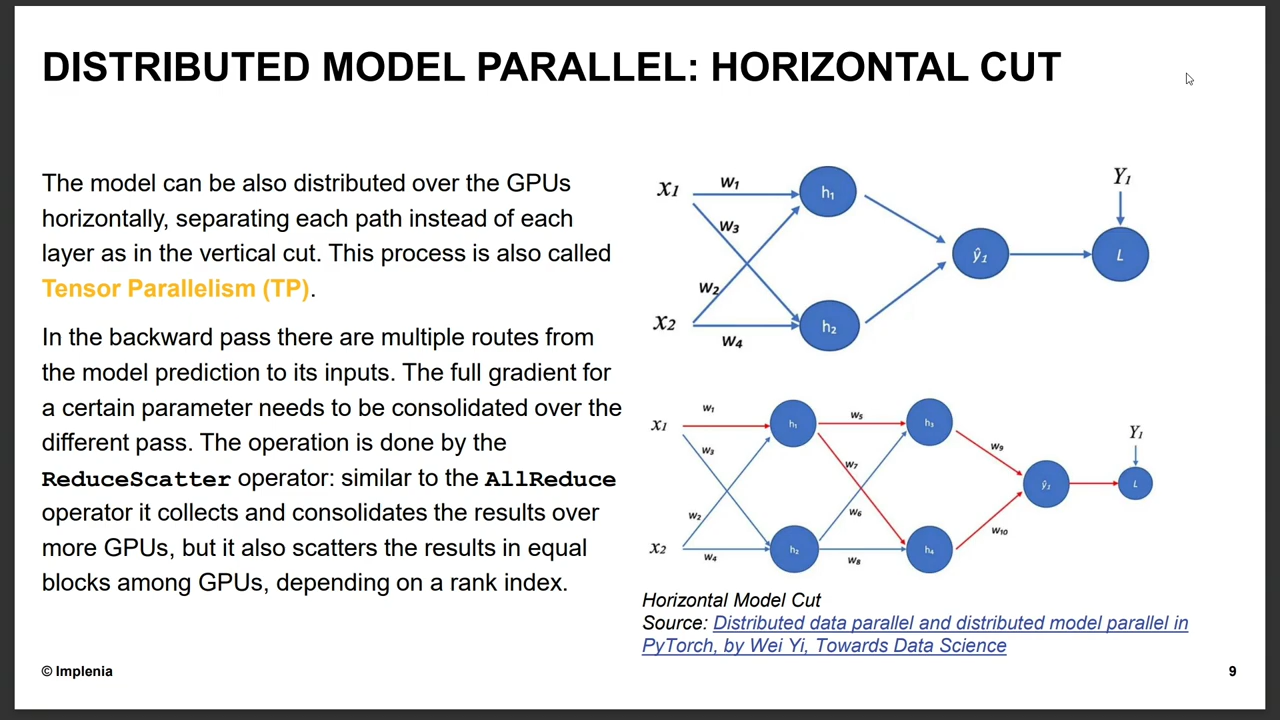 DISTRIBUTED MODEL PARALLEL: HORIZONTAL CUT
The model can be also distributed over the GPUs
horizontally, separating each path instead of each
layer as in the vertical cut. This process is also called
Tensor Parallelism (TP).
In the backward pass there are multiple routes from
the model prediction to its inputs. The full gradient for
a certain parameter needs to be consolidated over the
different pass. The operation is done by the
ReduceScatter operator: similar to the AllReduce
operator it collects and consolidates the results over
more GPUs, but it also scatters the results in equal
blocks among GPUs, depending on a rank index.
x₁ w₁ h₁ Y₁
w₃
ŷ₁ L
w₂
x₂ w₄ h₂
x₁ w₁ h₁ w₅ h₃ Y₁
w₃ w₇ w₉
ŷ₁ L
w₂ w₆ w₁₀
x₂ w₄ h₂ w₈ h₄
Horizontal Model Cut
Source: Distributed data parallel and distributed model parallel in
PyTorch, by Wei Yi, Towards Data Science
© Implenia
9